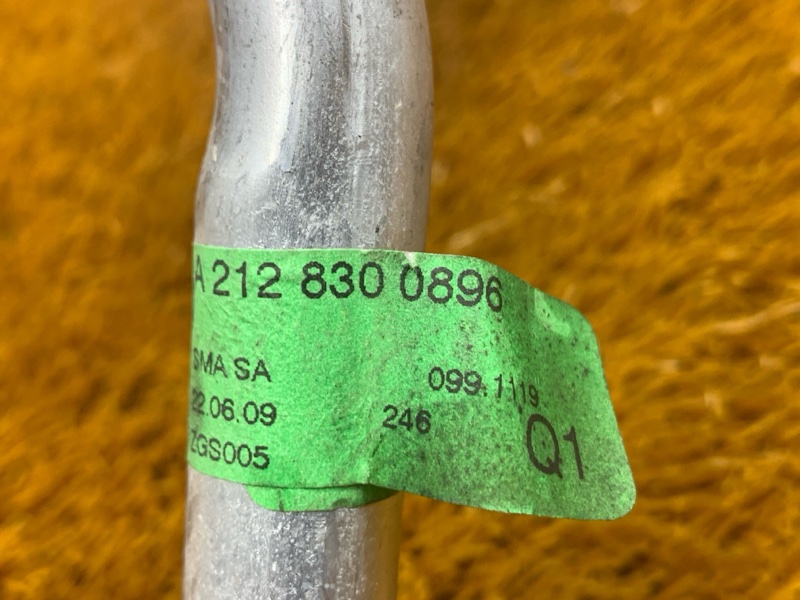 A 212 830 0896
SMA SA
099.1119
22.06.09
246
ZGS005
Q1